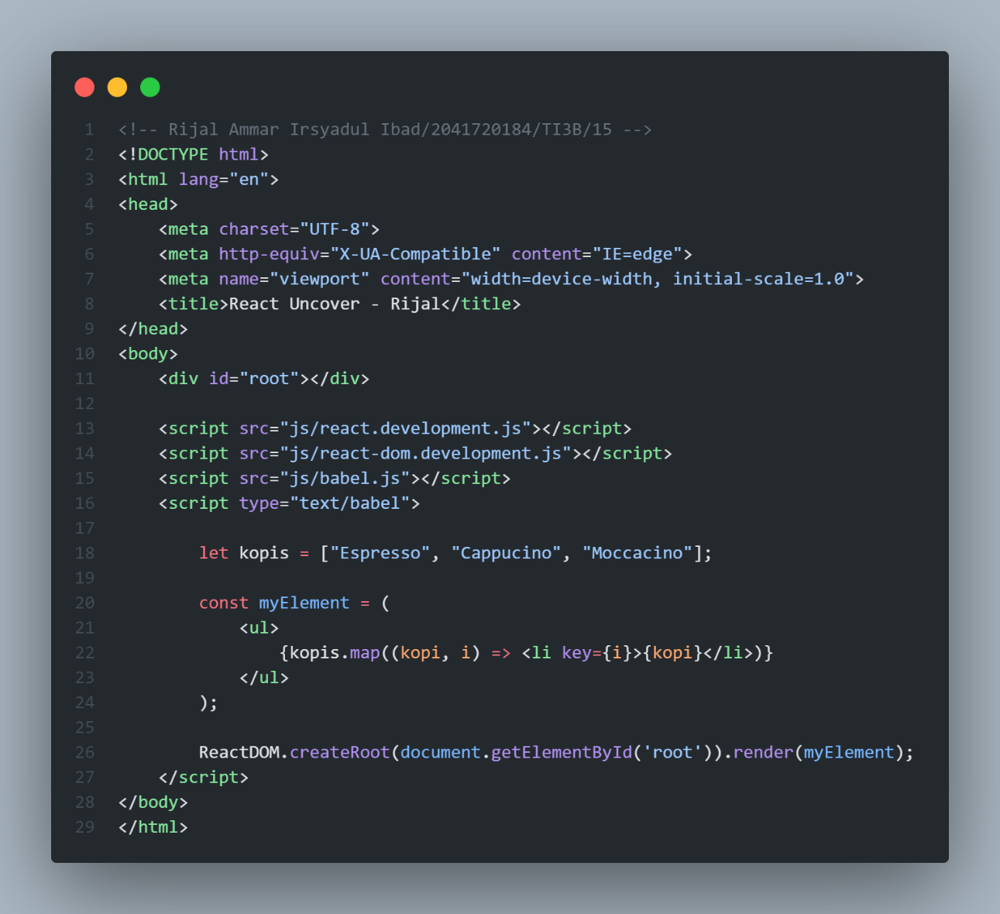 1 <!-- Rijal Ammar Irsyadul Ibad/2041720184/TI3B/15 -->
2 <!DOCTYPE html>
3 <html lang="en">
4 <head>
5     <meta charset="UTF-8">
6     <meta http-equiv="X-UA-Compatible" content="IE=edge">
7     <meta name="viewport" content="width=device-width, initial-scale=1.0">
8     <title>React Uncover - Rijal</title>
9 </head>
10 <body>
11     <div id="root"></div>
12
13     <script src="js/react.development.js"></script>
14     <script src="js/react-dom.development.js"></script>
15     <script src="js/babel.js"></script>
16     <script type="text/babel">
17
18         let kopis = ["Espresso", "Cappucino", "Moccacino"];
19
20         const myElement = (
21             <ul>
22                 {kopis.map((kopi, i) => <li key={i}>{kopi}</li>)}
23             </ul>
24         );
25
26         ReactDOM.createRoot(document.getElementById('root')).render(myElement);
27     </script>
28 </body>
29 </html>